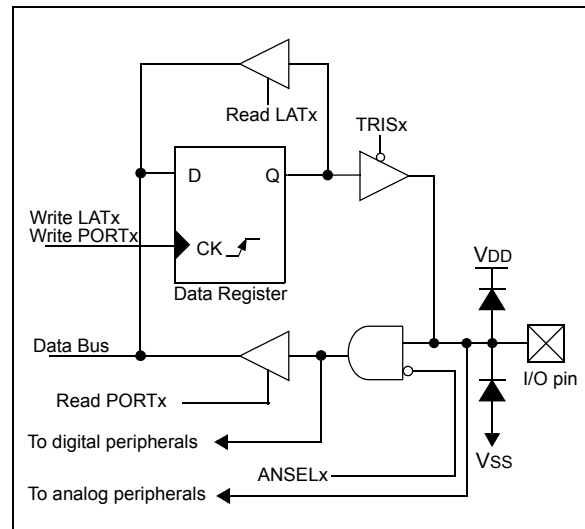 Read LATx
TRISx
D Q
Write LATx
Write PORTx
CK
Data Register
VDD
Data Bus
I/O pin
Read PORTx
To digital peripherals
ANSELx
VSS
To analog peripherals